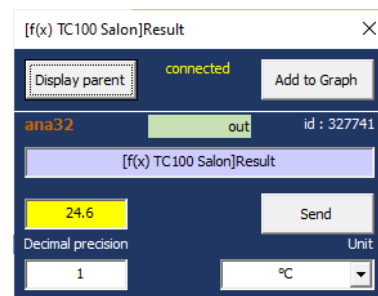 [f(x) TC100 Salon]Result
Display parent
connected
Add to Graph
ana32
out
id : 327741
[f(x) TC100 Salon]Result
24.6
Send
Decimal precision
Unit
1
°C